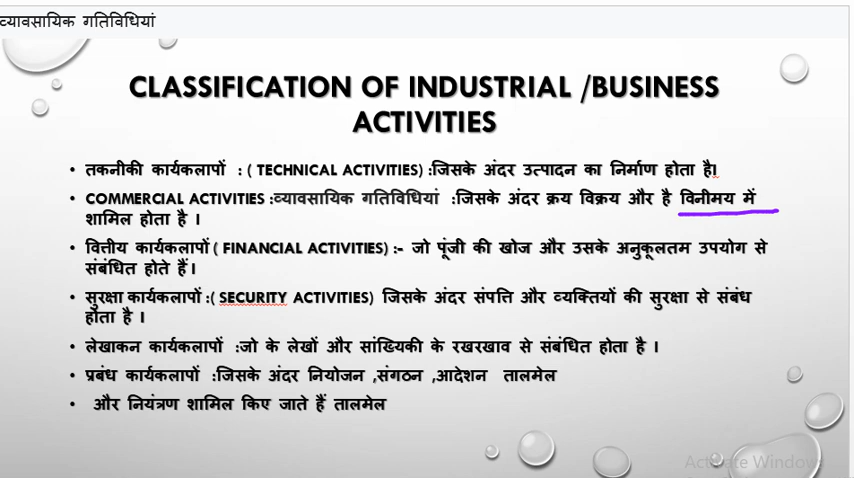 व्यावसायिक गतिविधियां
CLASSIFICATION OF INDUSTRIAL /BUSINESS
ACTIVITIES
• तकनीकी कार्यकलापों : ( TECHNICAL ACTIVITIES) :जिसके अंदर उत्पादन का निर्माण होता है।
• COMMERCIAL ACTIVITIES :व्यावसायिक गतिविधियां :जिसके अंदर क्रय विक्रय और है विनीमय में
शामिल होता है ।
• वित्तीय कार्यकलापों ( FINANCIAL ACTIVITIES) :- जो पूंजी की खोज और उसके अनुकूलतम उपयोग से
संबंधित होते हैं।
• सुरक्षा कार्यकलापों :( SECURITY ACTIVITIES) जिसके अंदर संपत्ति और व्यक्तियों की सुरक्षा से संबंध
होता है ।
• लेखाकन कार्यकलापों :जो के लेखों और सांख्यिकी के रखरखाव से संबंधित होता है ।
• प्रबंध कार्यकलापों :जिसके अंदर नियोजन ,संगठन ,आदेशन तालमेल
• और नियंत्रण शामिल किए जाते हैं तालमेल
Activate Windows